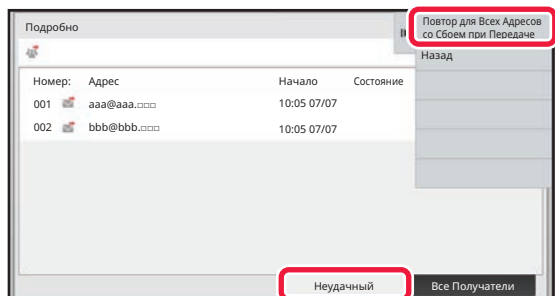 Подробно
Повтор для Всех Адресов
со Сбоем при Передаче
Назад
Номер: Адрес Начало Состояние
001 aaa@aaa.□□□ 10:05 07/07
002 bbb@bbb.□□□ 10:05 07/07
Неудачный Все Получатели